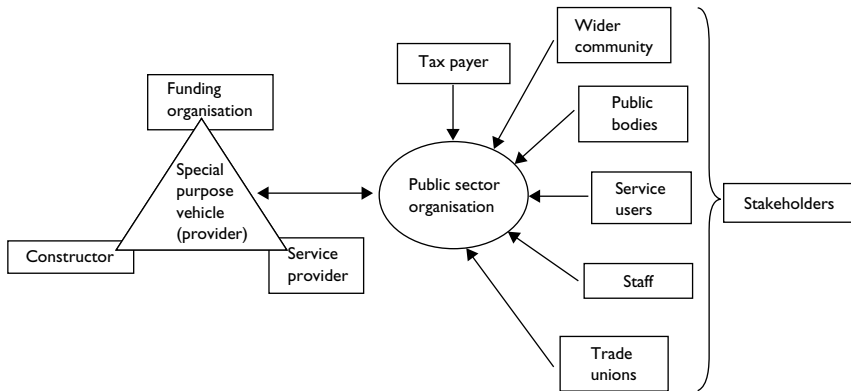 Funding
organisation
Special
purpose
vehicle
(provider)
Constructor
Service
provider
Tax payer
Public sector
organisation
Wider
community
Public
bodies
Service
users
Staff
Trade
unions
Stakeholders